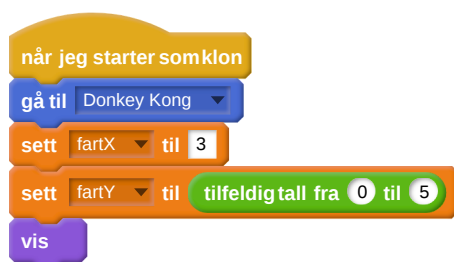 når jeg starter som klon
gå til Donkey Kong
sett fartX til 3
sett fartY til tilfeldig tall fra 0 til 5
vis